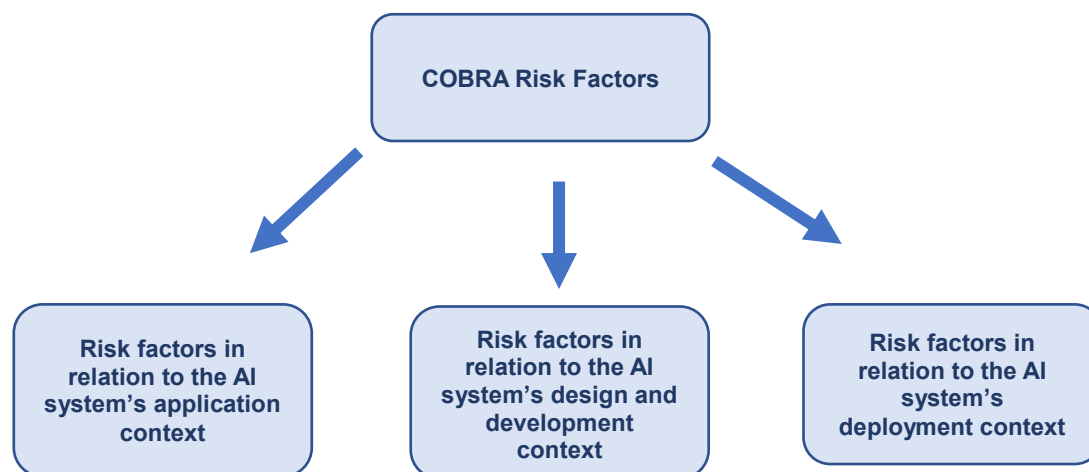 COBRA Risk Factors
Risk factors in
relation to the AI
system’s application
context
Risk factors in
relation to the AI
system’s design and
development
context
Risk factors in
relation to the AI
system’s
deployment context